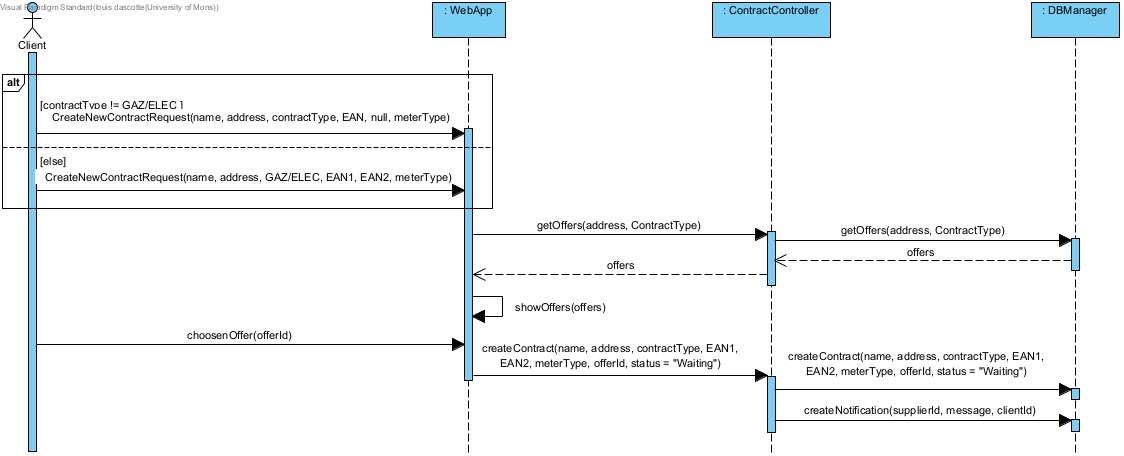 Visual Paradigm Standard(louis dascotte(University of Mons))
Client
: WebApp
: ContractController
: DBManager
alt
[contractType != GAZ/ELEC ]
CreateNewContractRequest(name, address, contractType, EAN, null, meterType)
[else]
CreateNewContractRequest(name, address, GAZ/ELEC, EAN1, EAN2, meterType)
getOffers(address, ContractType)
getOffers(address, ContractType)
offers
offers
showOffers(offers)
choosenOffer(offerId)
createContract(name, address, contractType, EAN1,
EAN2, meterType, offerId, status = "Waiting")
createContract(name, address, contractType, EAN1,
EAN2, meterType, offerId, status = "Waiting")
createNotification(supplierId, message, clientId)